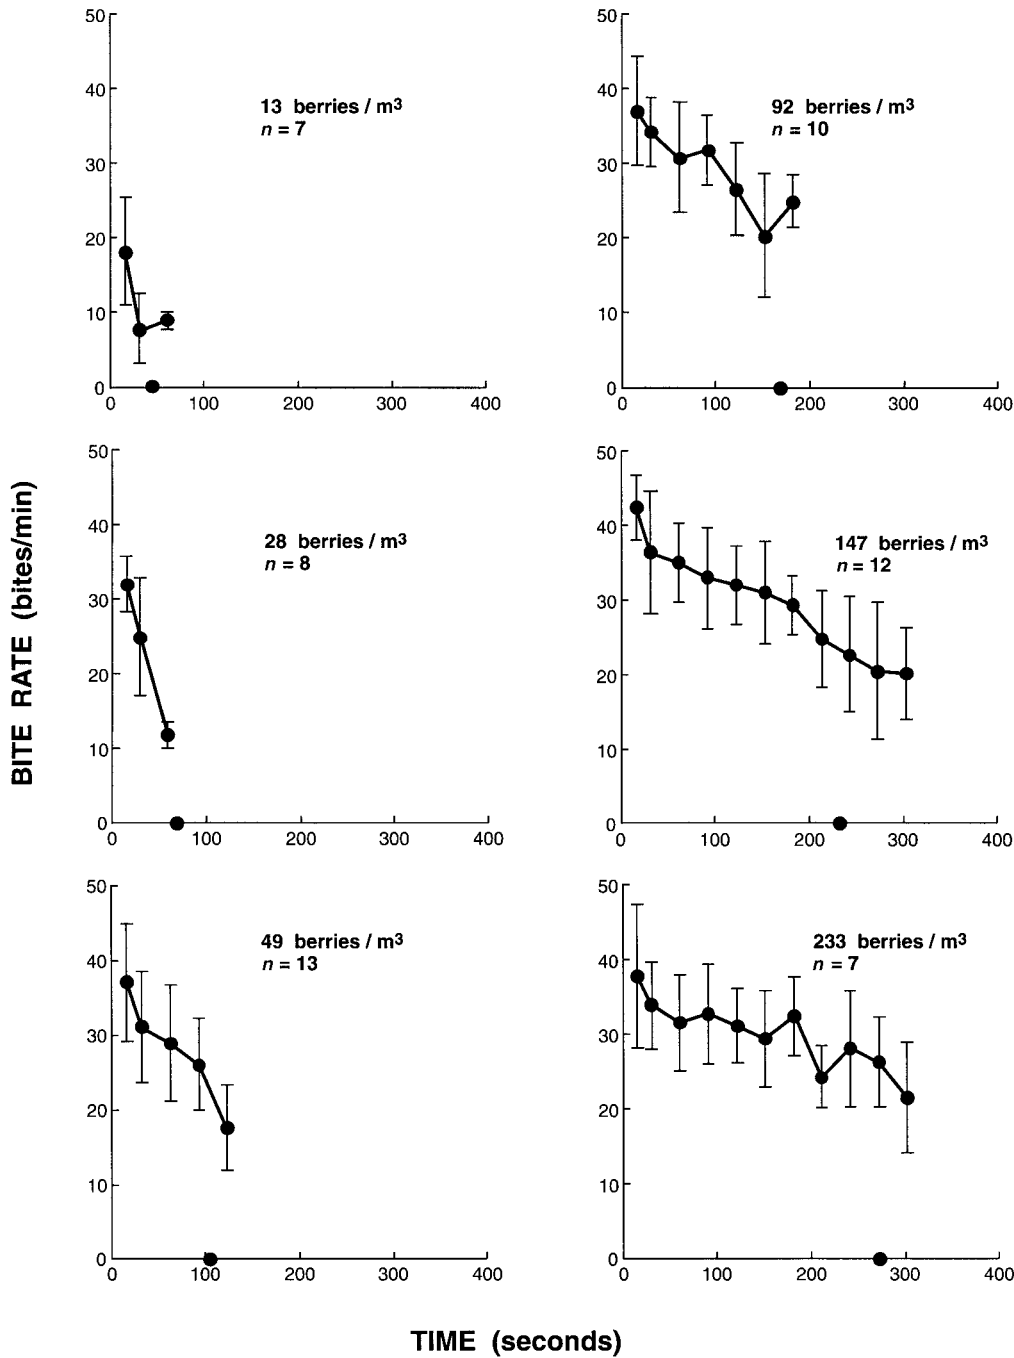 50
40
30
20
10
0
0 100 200 300 400
13 berries / m3
n = 7
50
40
30
20
10
0
0 100 200 300 400
92 berries / m3
n = 10
50
40
30
20
10
0
0 100 200 300 400
28 berries / m3
n = 8
50
40
30
20
10
0
0 100 200 300 400
147 berries / m3
n = 12
50
40
30
20
10
0
0 100 200 300 400
49 berries / m3
n = 13
50
40
30
20
10
0
0 100 200 300 400
233 berries / m3
n = 7
BITE RATE (bites/min)
TIME (seconds)